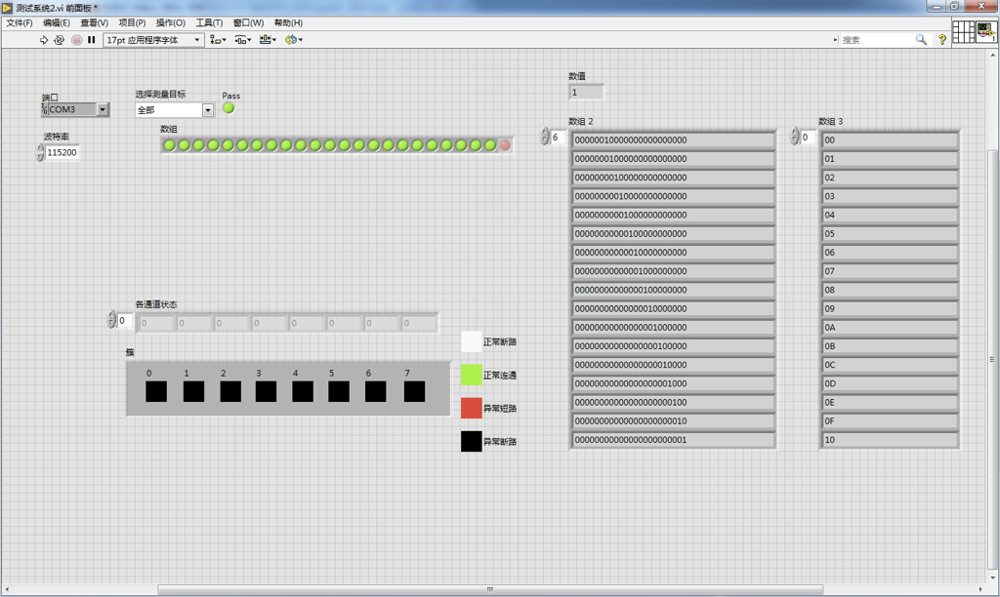 测试系统2.vi 前面板 *
文件(F) 编辑(E) 查看(V) 项目(P) 操作(O) 工具(T) 窗口(W) 帮助(H)
17pt 应用程序字体
搜索
数值
1
端口
COM3
选择测量目标
全部
Pass
波特率
115200
数组
数组 2
6
00000010000000000000000
00000001000000000000000
00000000100000000000000
00000000010000000000000
00000000001000000000000
00000000000100000000000
00000000000010000000000
00000000000001000000000
00000000000000100000000
00000000000000010000000
00000000000000001000000
00000000000000000100000
00000000000000000010000
00000000000000000001000
00000000000000000000100
00000000000000000000010
00000000000000000000001
数组 3
0
00
01
02
03
04
05
06
07
08
09
0A
0B
0C
0D
0E
0F
10
各通道状态
0
0 0 0 0 0 0 0 0
簇
0 1 2 3 4 5 6 7
正常断路
正常连通
异常短路
异常断路